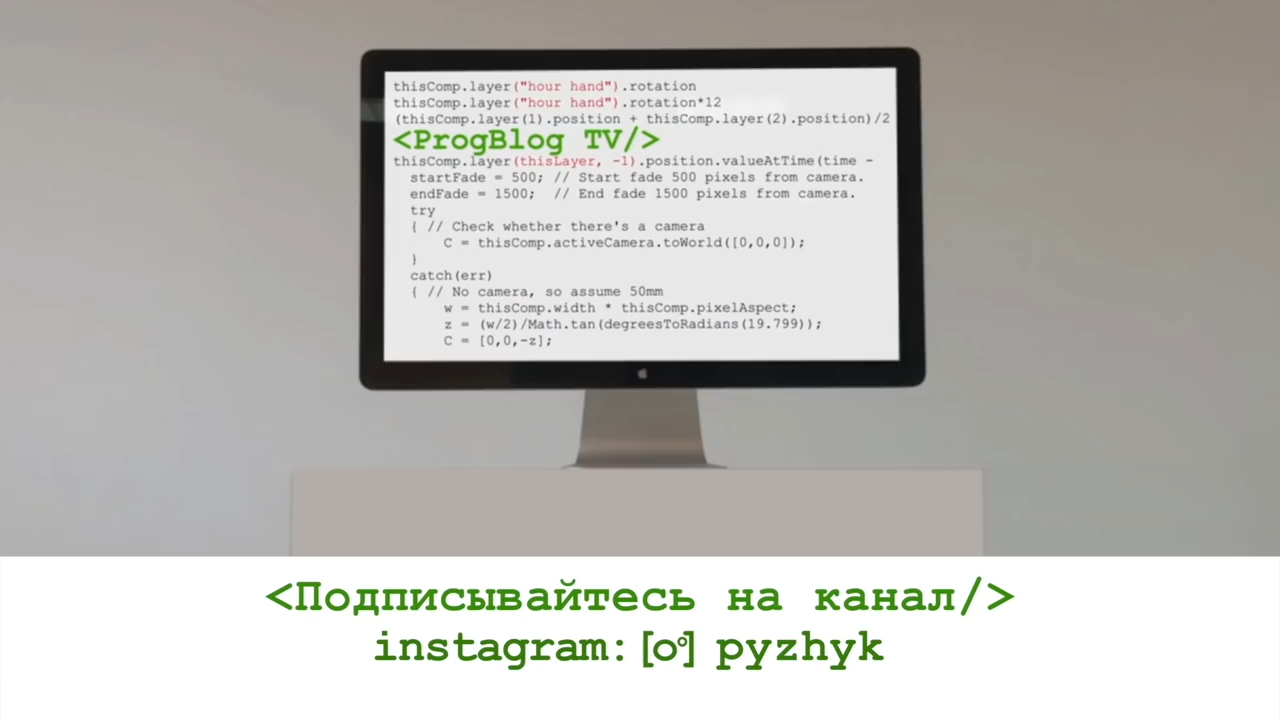 thisComp.layer("hour hand").rotation
thisComp.layer("hour hand").rotation*12
(thisComp.layer(1).position + thisComp.layer(2).position)/2
<ProgBlog TV/>
thisComp.layer(thisLayer, -1).position.valueAtTime(time -
startFade = 500; // Start fade 500 pixels from camera.
endFade = 1500; // End fade 1500 pixels from camera.
try
{ // Check whether there's a camera
C = thisComp.activeCamera.toWorld([0,0,0]);
}
catch(err)
{ // No camera, so assume 50mm
w = thisComp.width * thisComp.pixelAspect;
z = (w/2)/Math.tan(degreesToRadians(19.799));
C = [0,0,-z];
<Подписывайтесь на канал/>
instagram:[o°] pyzhyk